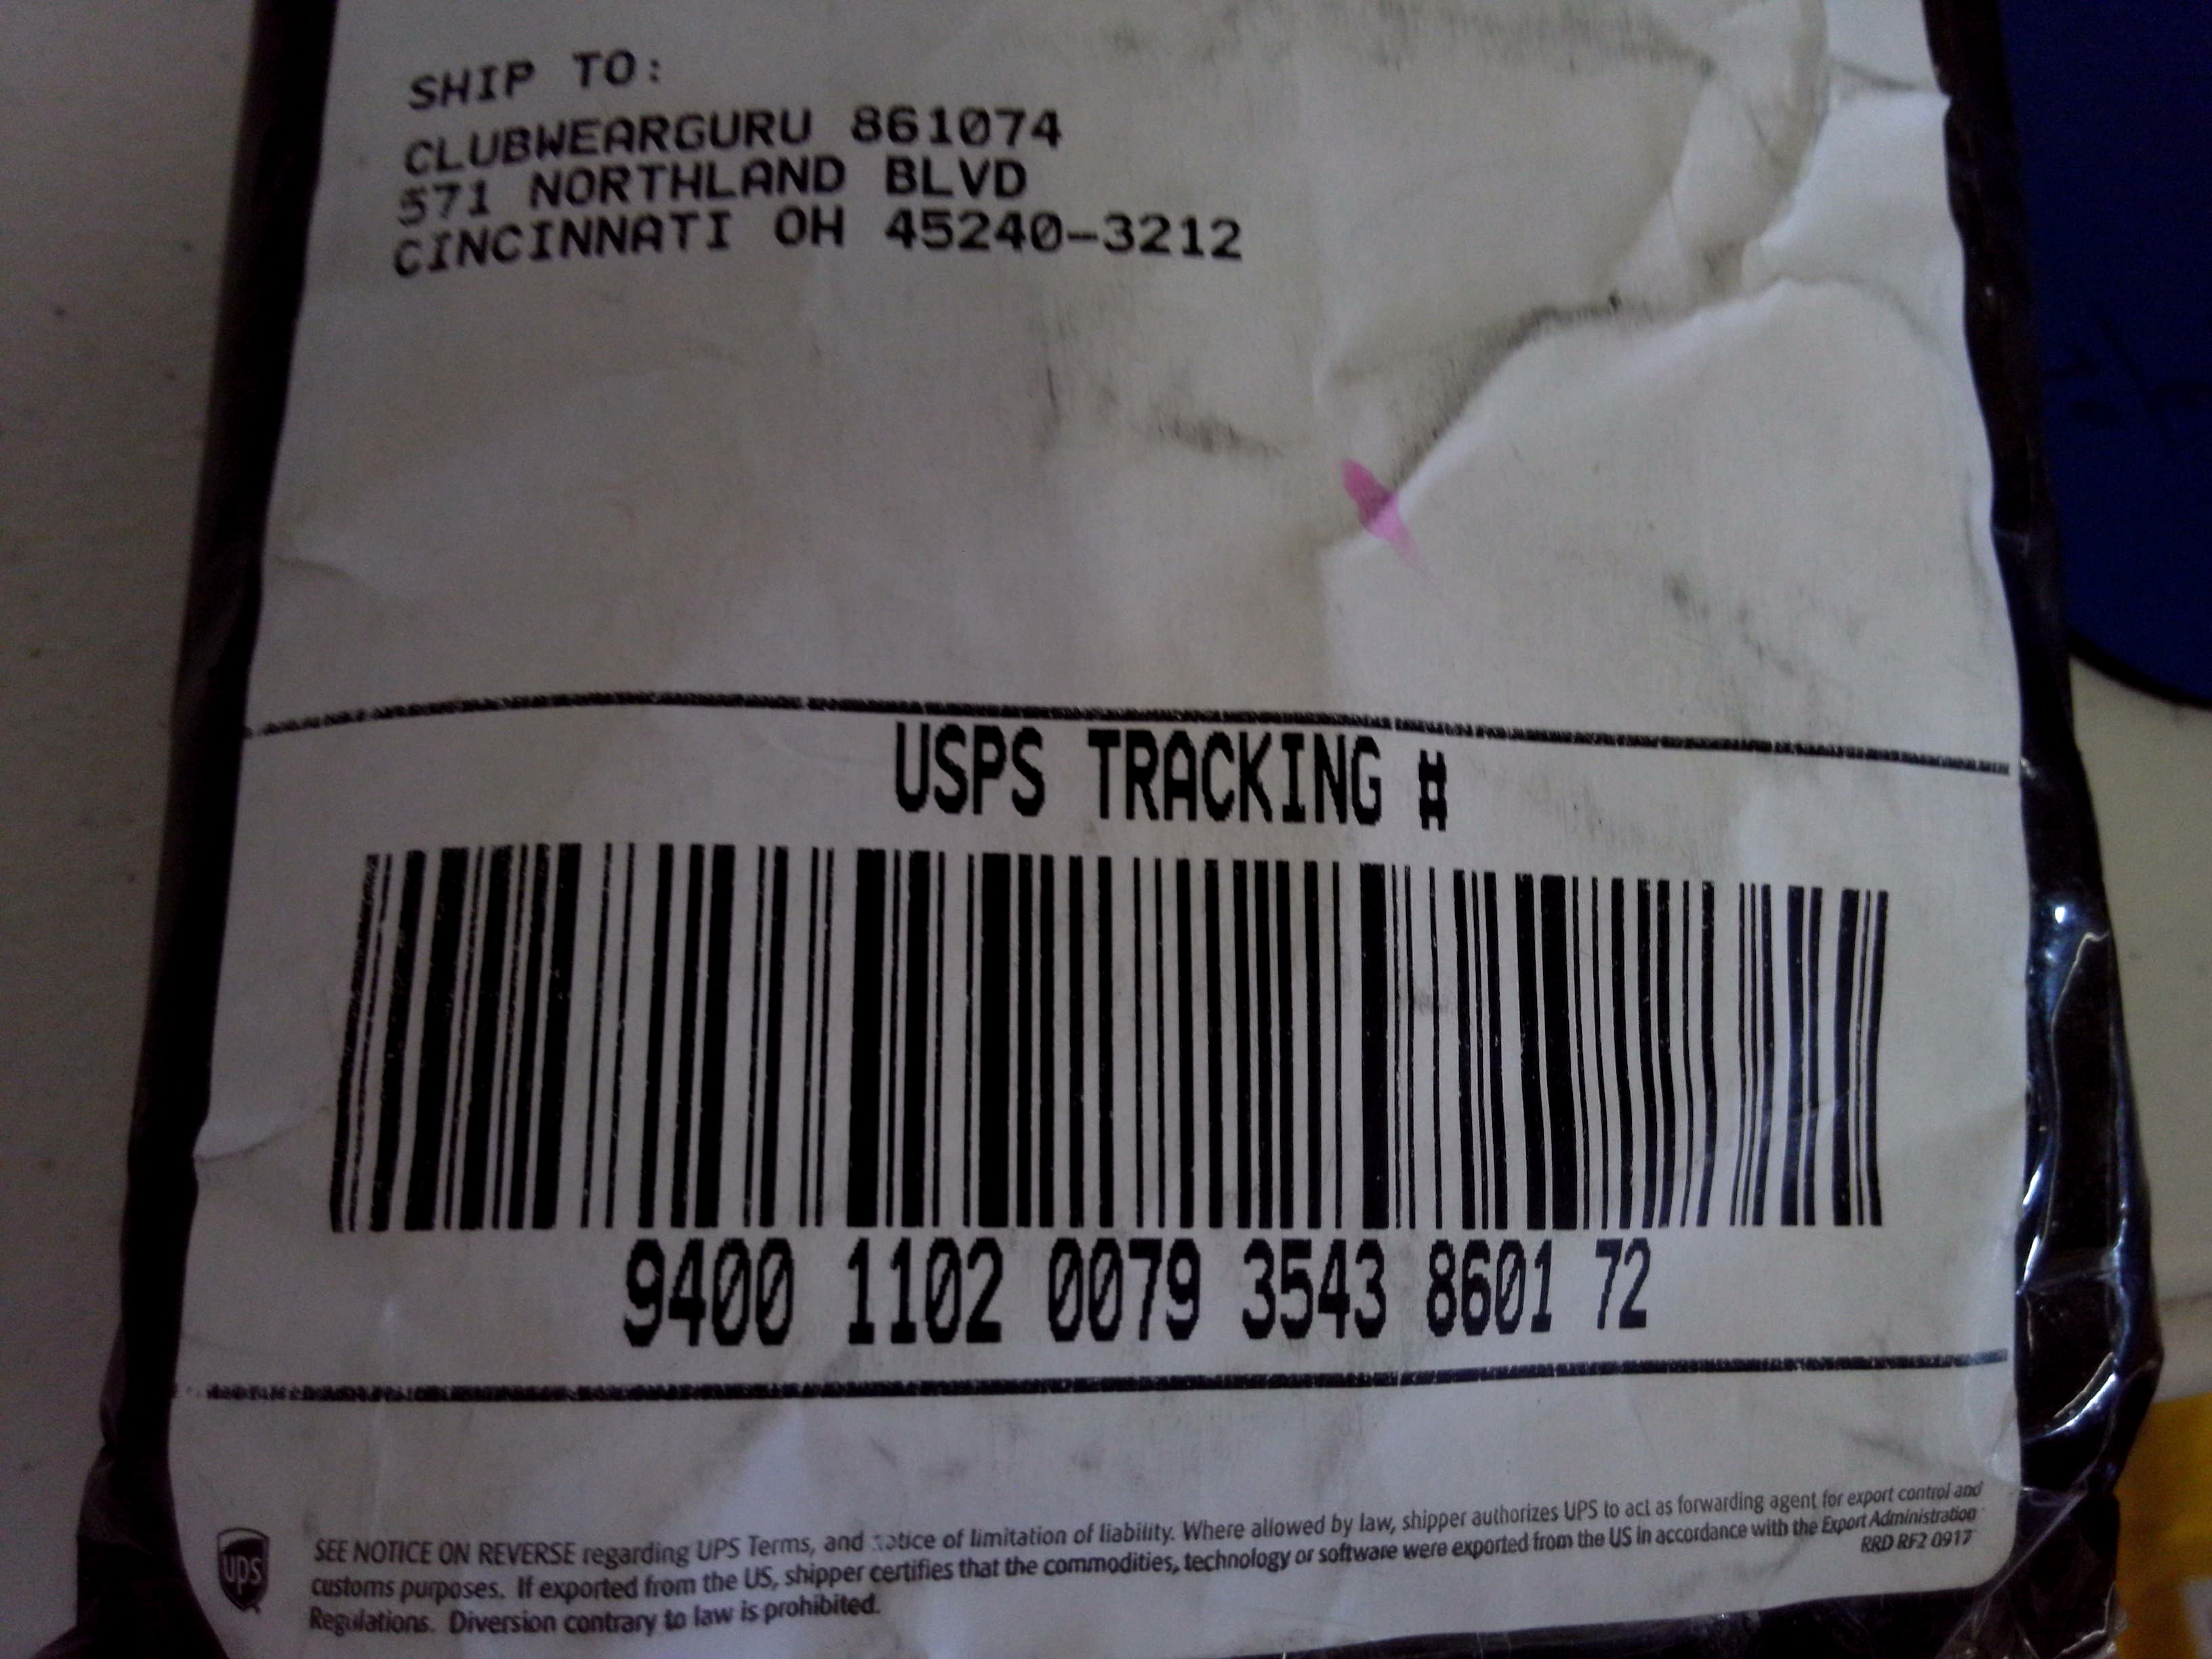 SHIP TO:
CLUBWEARGURU 861074
571 NORTHLAND BLVD
CINCINNATI OH 45240-3212
USPS TRACKING #
9400 1102 0079 3543 8601 72
ups
SEE NOTICE ON REVERSE regarding UPS Terms, and notice of limitation of liability. Where allowed by law, shipper authorizes UPS to act as forwarding agent for export control and
customs purposes. If exported from the US, shipper certifies that the commodities, technology or software were exported from the US in accordance with the Export Administration
Regulations. Diversion contrary to law is prohibited.
RRD RF2 0917